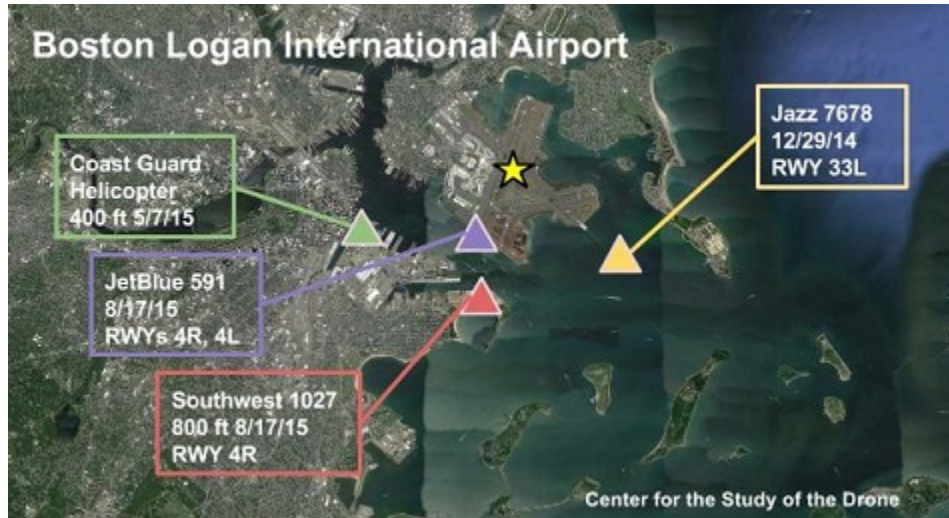 Boston Logan International Airport
Jazz 7678
12/29/14
RWY 33L
Coast Guard
Helicopter
400 ft 5/7/15
JetBlue 591
8/17/15
RWYs 4R, 4L
Southwest 1027
800 ft 8/17/15
RWY 4R
Center for the Study of the Drone